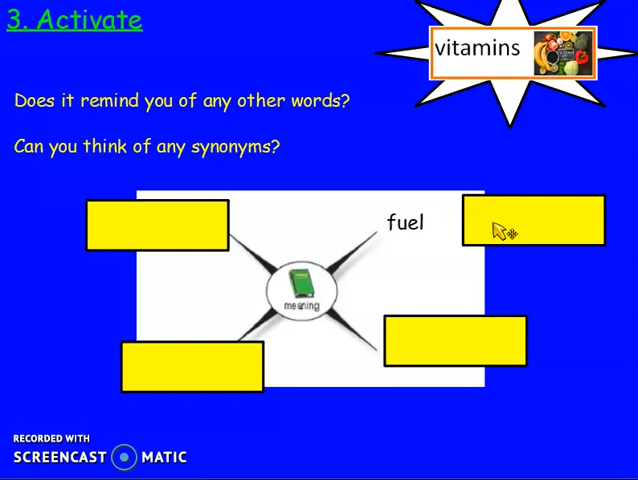 3. Activate
vitamins
Does it remind you of any other words?
Can you think of any synonyms?
fuel
meaning
RECORDED WITH
SCREENCAST MATIC